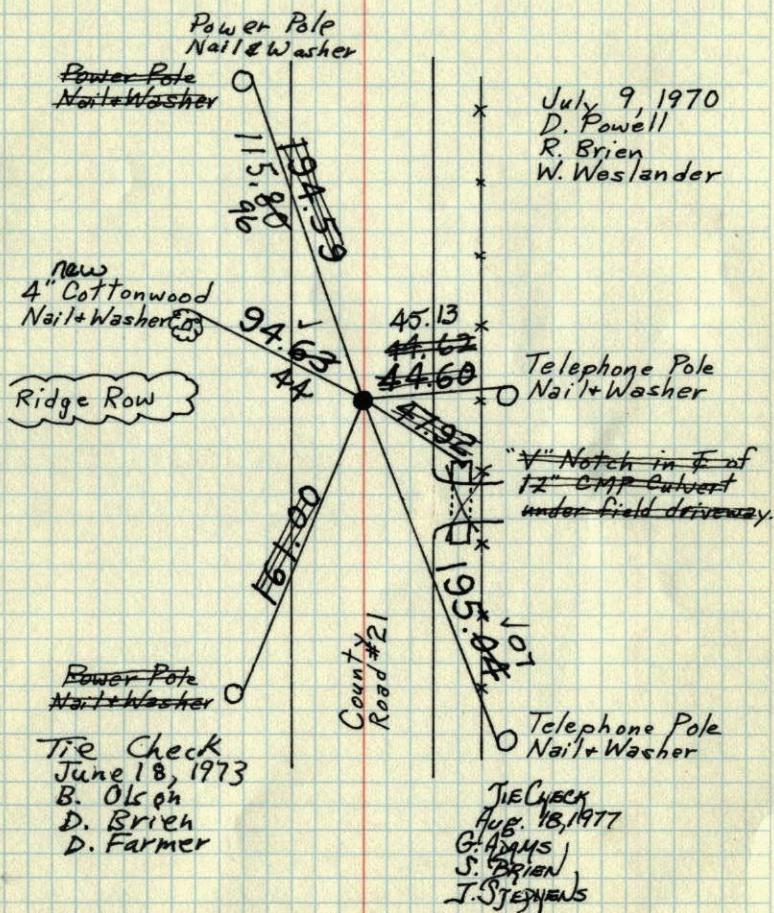 Power Pole
Nail & Washer
Power Pole
Nail & Washer
July 9, 1970
D. Powell
R. Brien
W. Weslander
194.59
115.80
96
new
4" Cottonwood
Nail & Washer
94.63
44
45.13
44.62
44.60
Telephone Pole
Nail & Washer
Ridge Row
47.92
"V" Notch in ℄ of
12" CMP Culvert
under field driveway.
161.00
195.04
07
County
Road #21
Power Pole
Nail & Washer
Telephone Pole
Nail & Washer
Tie Check
June 18, 1973
B. Olson
D. Brien
D. Farmer
TIE CHECK
Aug. 18, 1977
G. ADAMS
S. BRIEN
J. STEPHENS